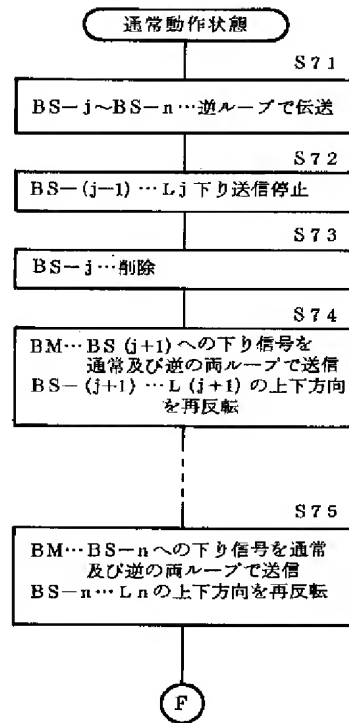 通常動作状態
S71
BS－j～BS－n…逆ループで伝送
S72
BS－(j－1)…Lj下り送信停止
S73
BS－j…削除
S74
BM…BS(j+1)への下り信号を
通常及び逆の両ループで送信
BS－(j+1)…L(j+1)の上下方向
を再反転
S75
BM…BS－nへの下り信号を通常
及び逆の両ループで送信
BS－n…Lnの上下方向を再反転
F